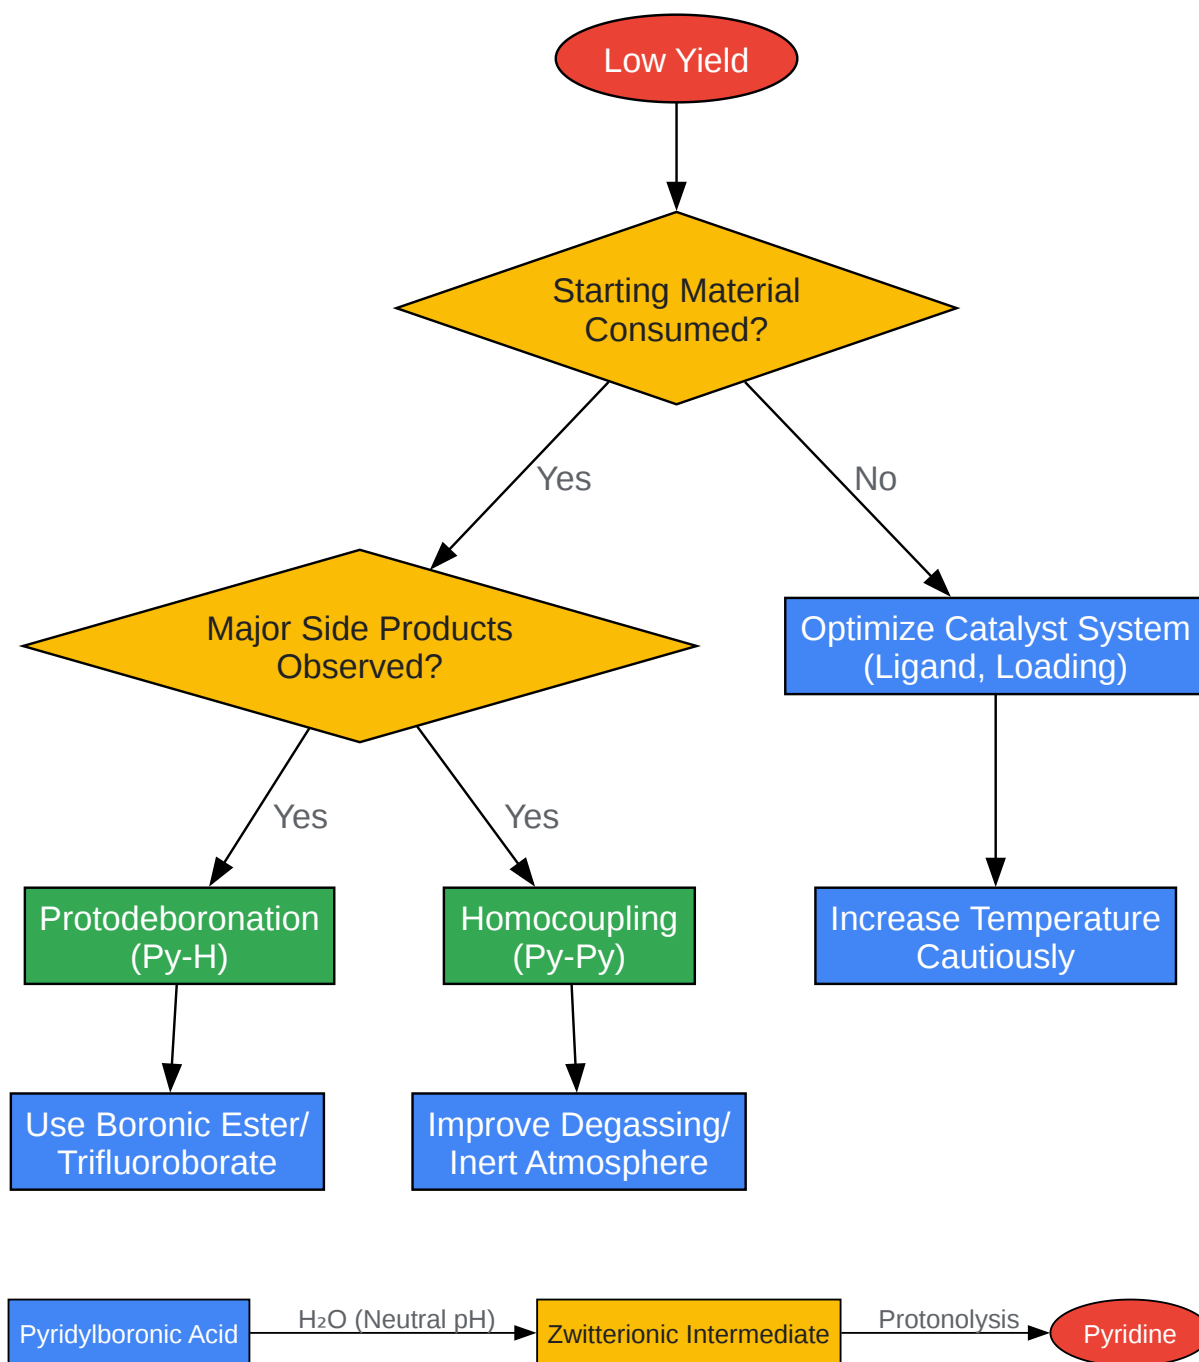 Low Yield
Starting Material
Consumed?
Yes
No
Major Side Products
Observed?
Optimize Catalyst System
(Ligand, Loading)
Yes
Yes
Protodeboronation
(Py-H)
Homocoupling
(Py-Py)
Increase Temperature
Cautiously
Use Boronic Ester/
Trifluoroborate
Improve Degassing/
Inert Atmosphere
Pyridylboronic Acid
H₂O (Neutral pH)
Zwitterionic Intermediate
Protonolysis
Pyridine